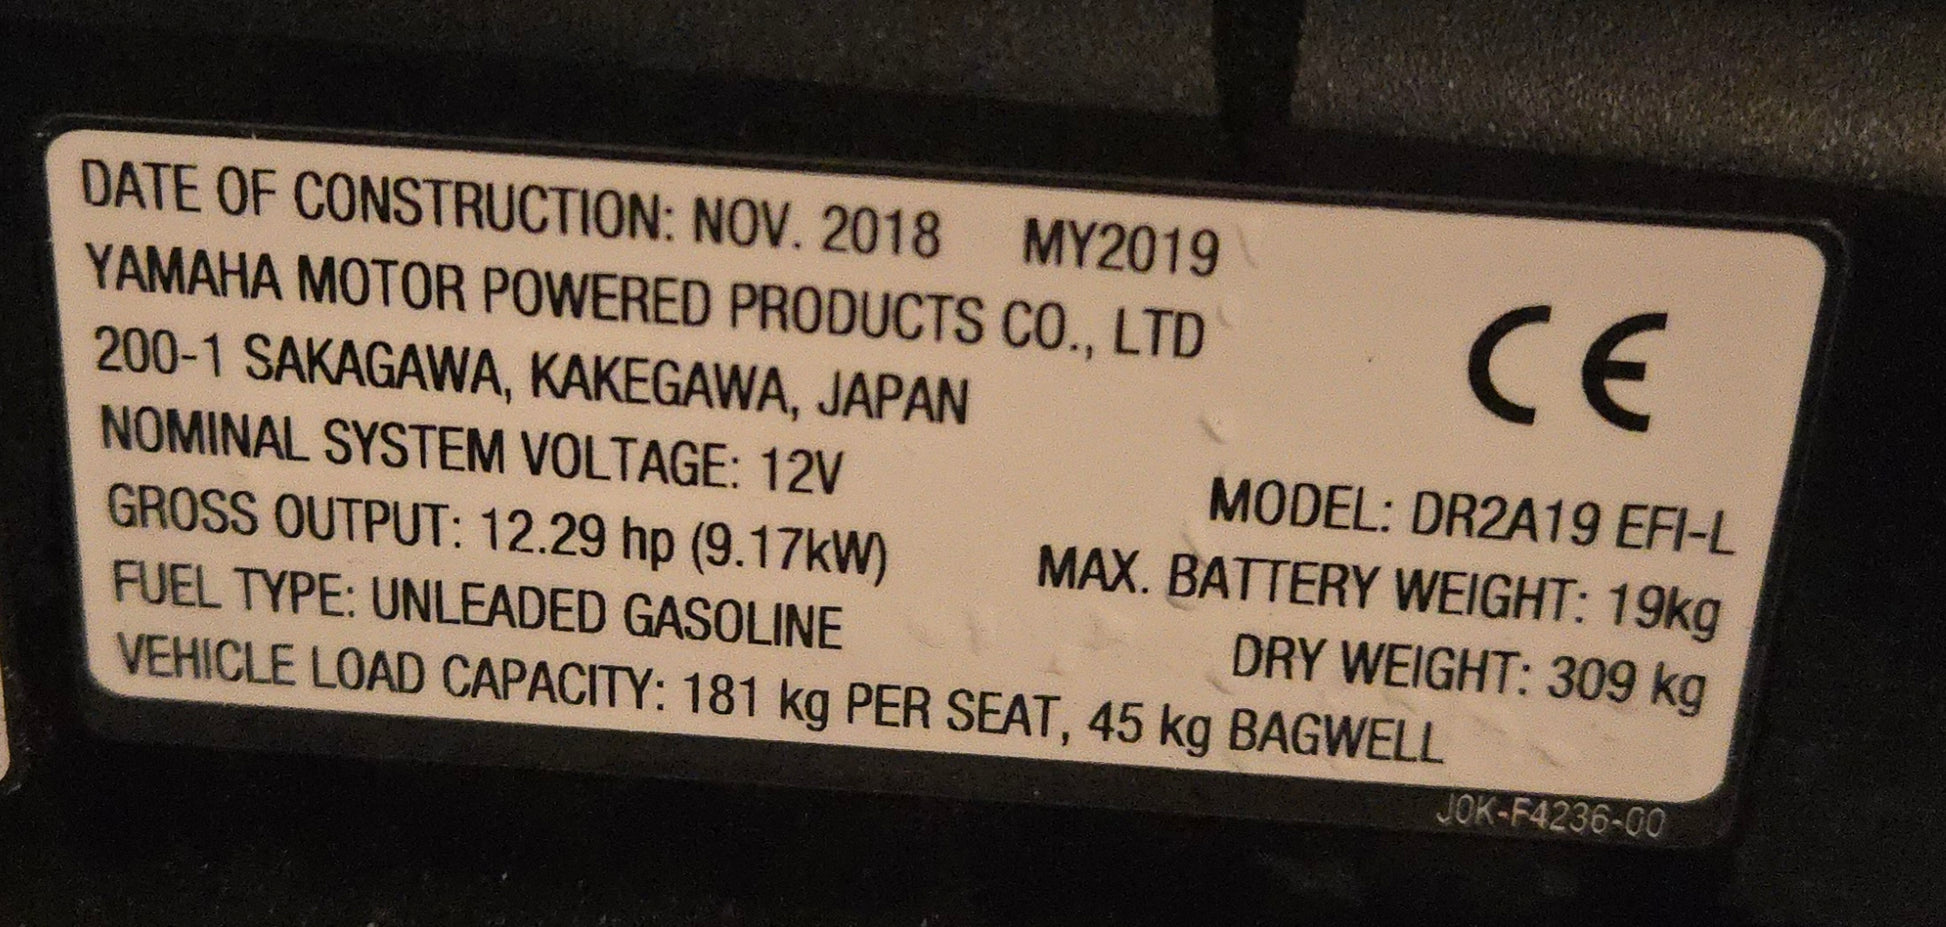 DATE OF CONSTRUCTION: NOV. 2018 MY2019
YAMAHA MOTOR POWERED PRODUCTS CO., LTD
200-1 SAKAGAWA, KAKEGAWA, JAPAN
CE
NOMINAL SYSTEM VOLTAGE: 12V
MODEL: DR2A19 EFI-L
GROSS OUTPUT: 12.29 hp (9.17kW)
MAX. BATTERY WEIGHT: 19kg
FUEL TYPE: UNLEADED GASOLINE
DRY WEIGHT: 309 kg
VEHICLE LOAD CAPACITY: 181 kg PER SEAT, 45 kg BAGWELL
J0K-F4236-00